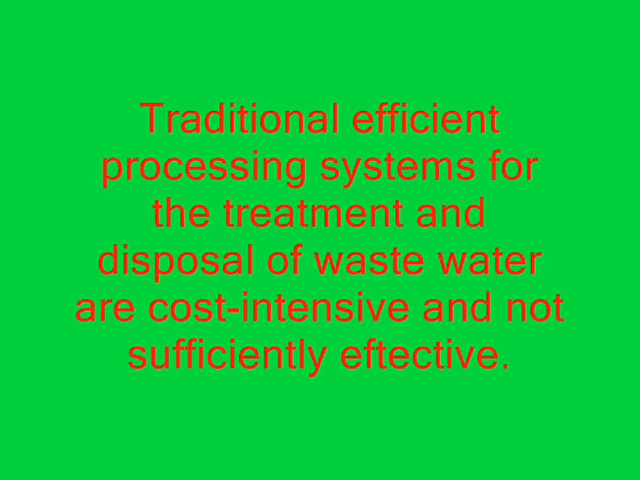 Traditional efficient
processing systems for
the treatment and
disposal of waste water
are cost-intensive and not
sufficiently eftective.